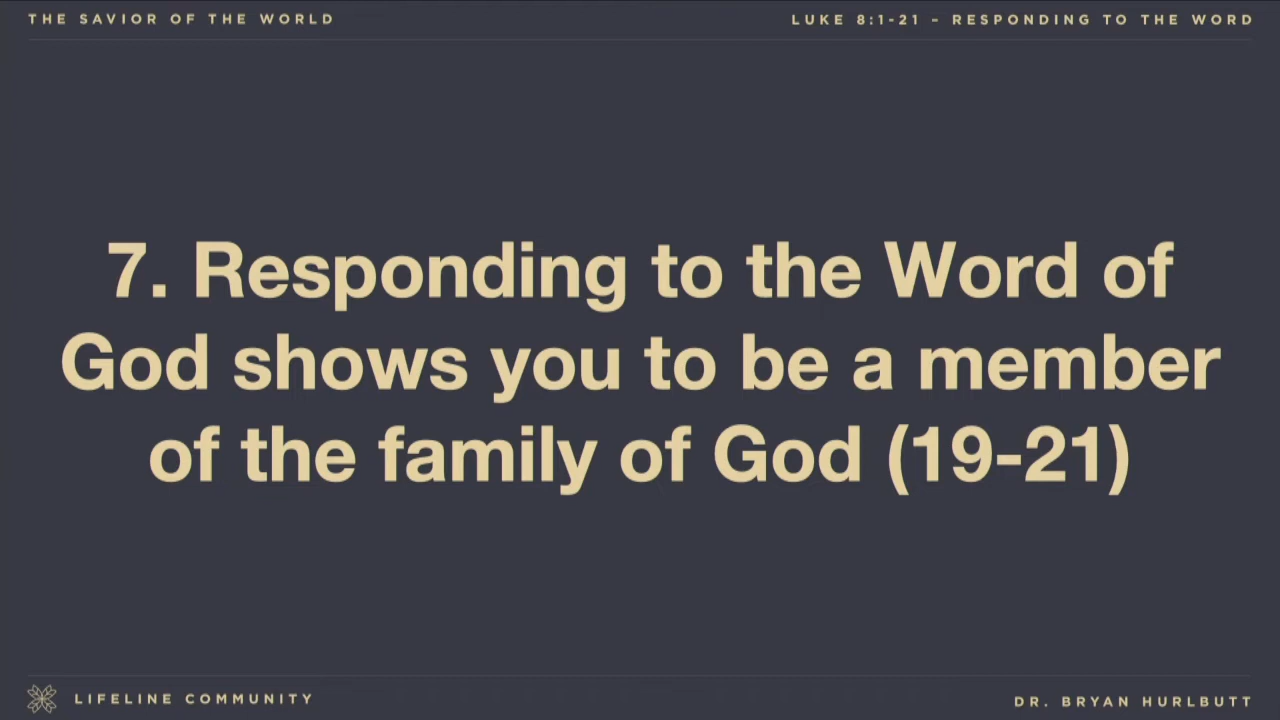 THE SAVIOR OF THE WORLD
LUKE 8:1-21 – RESPONDING TO THE WORD
7. Responding to the Word of
God shows you to be a member
of the family of God (19-21)
LIFELINE COMMUNITY
DR. BRYAN HURLBUTT